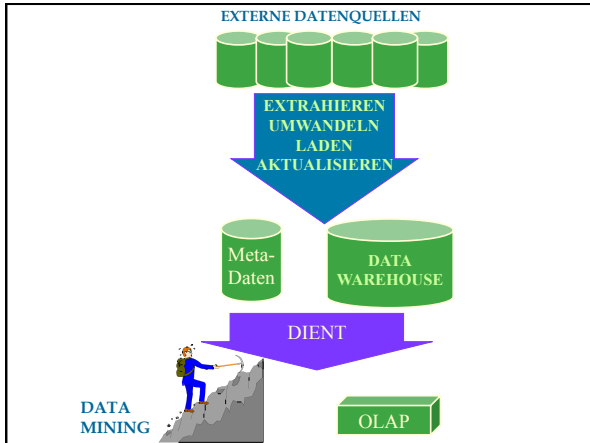 EXTERNE DATENQUELLEN
EXTRAHIEREN
UMWANDELN
LADEN
AKTUALISIEREN
Meta-
Daten
DATA
WAREHOUSE
DIENT
DATA
MINING
OLAP